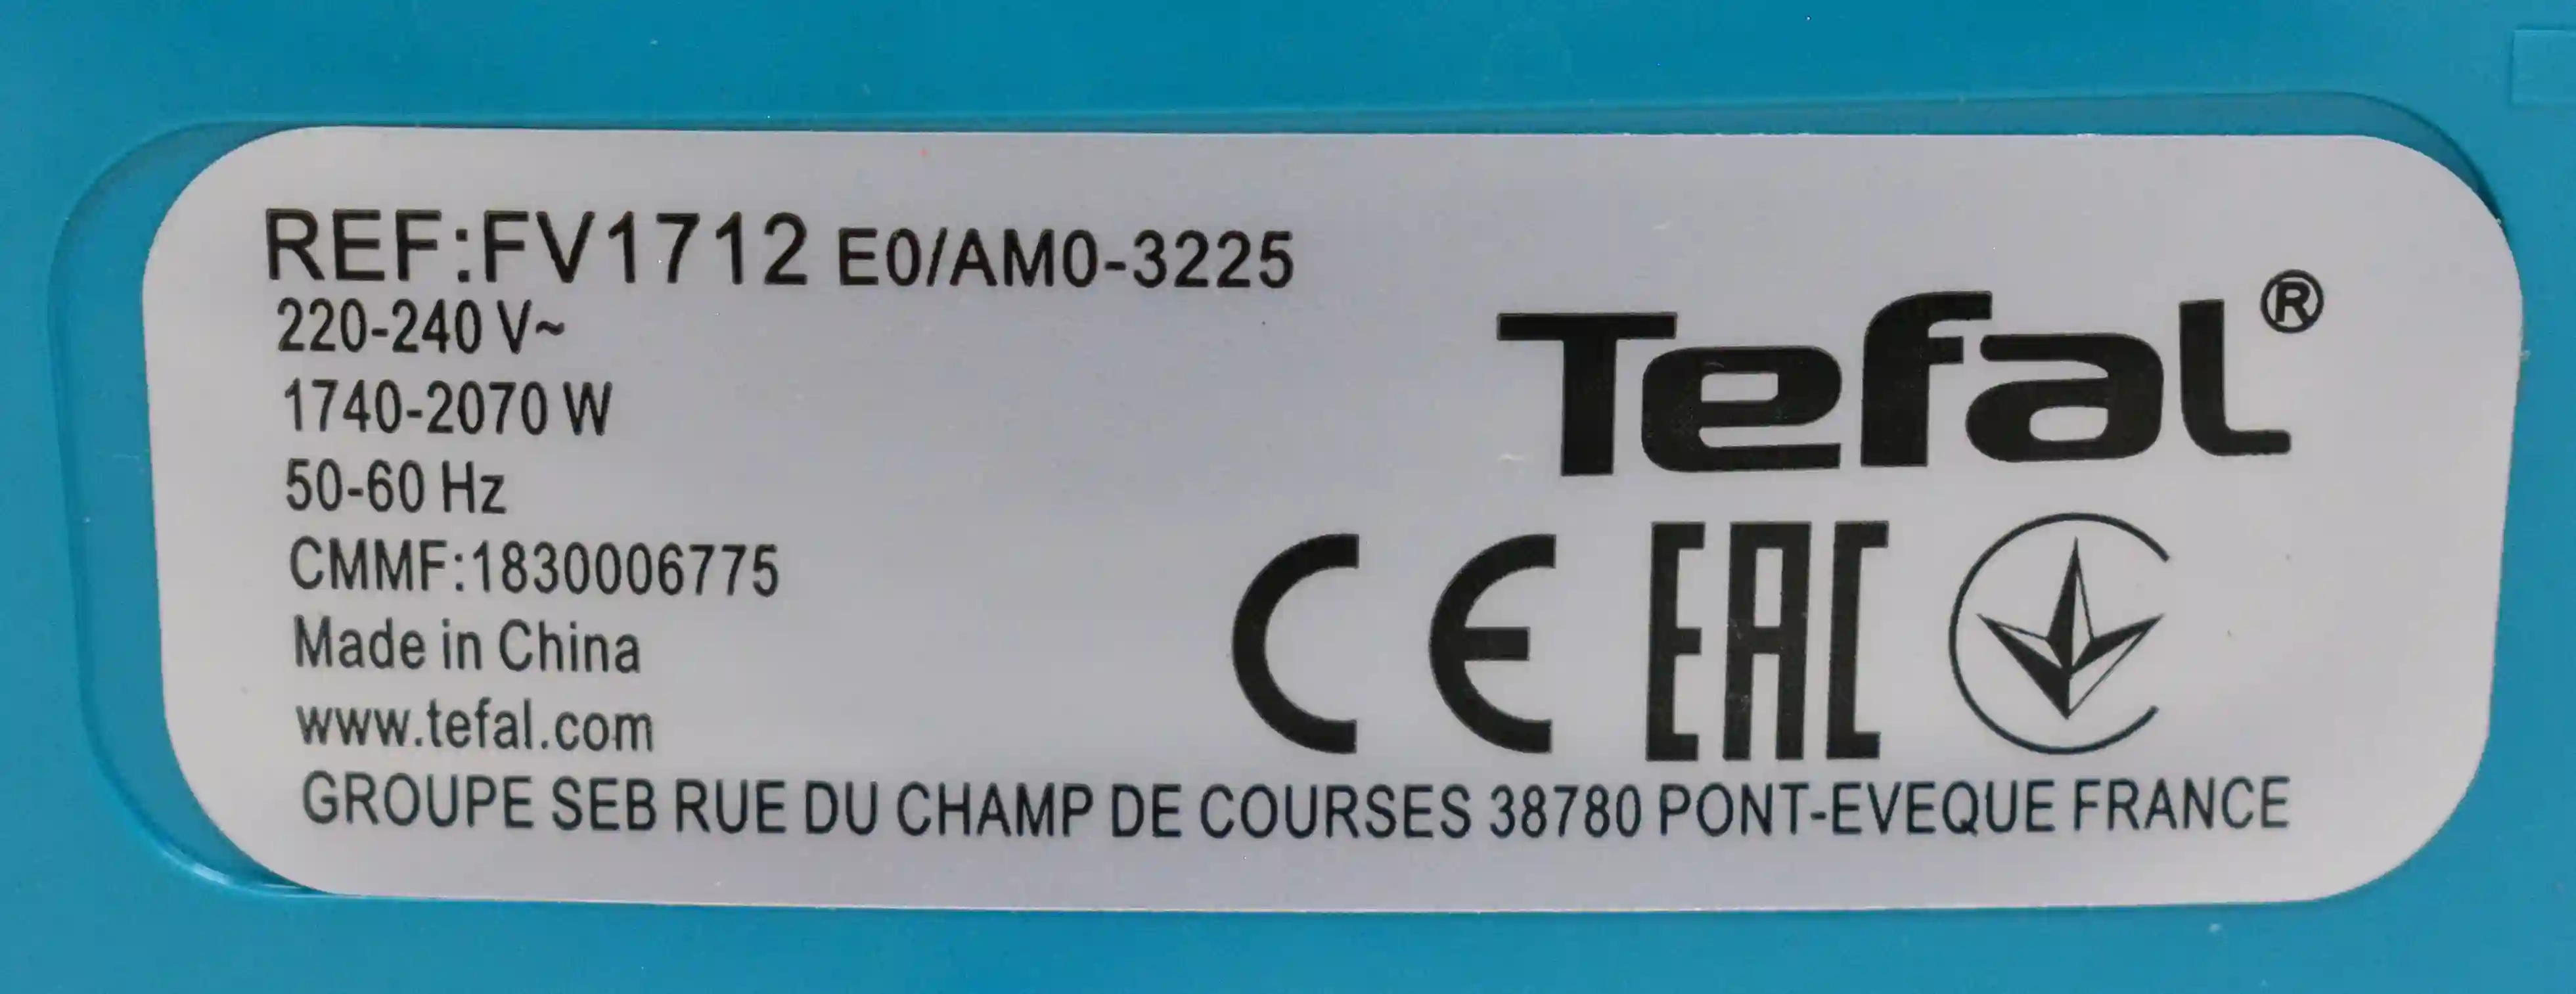 REF:FV1712 E0/AM0-3225
220-240 V~
1740-2070 W
50-60 Hz
CMMF:1830006775
Made in China
www.tefal.com
GROUPE SEB RUE DU CHAMP DE COURSES 38780 PONT-EVEQUE FRANCE
Tefal®
CE EAC